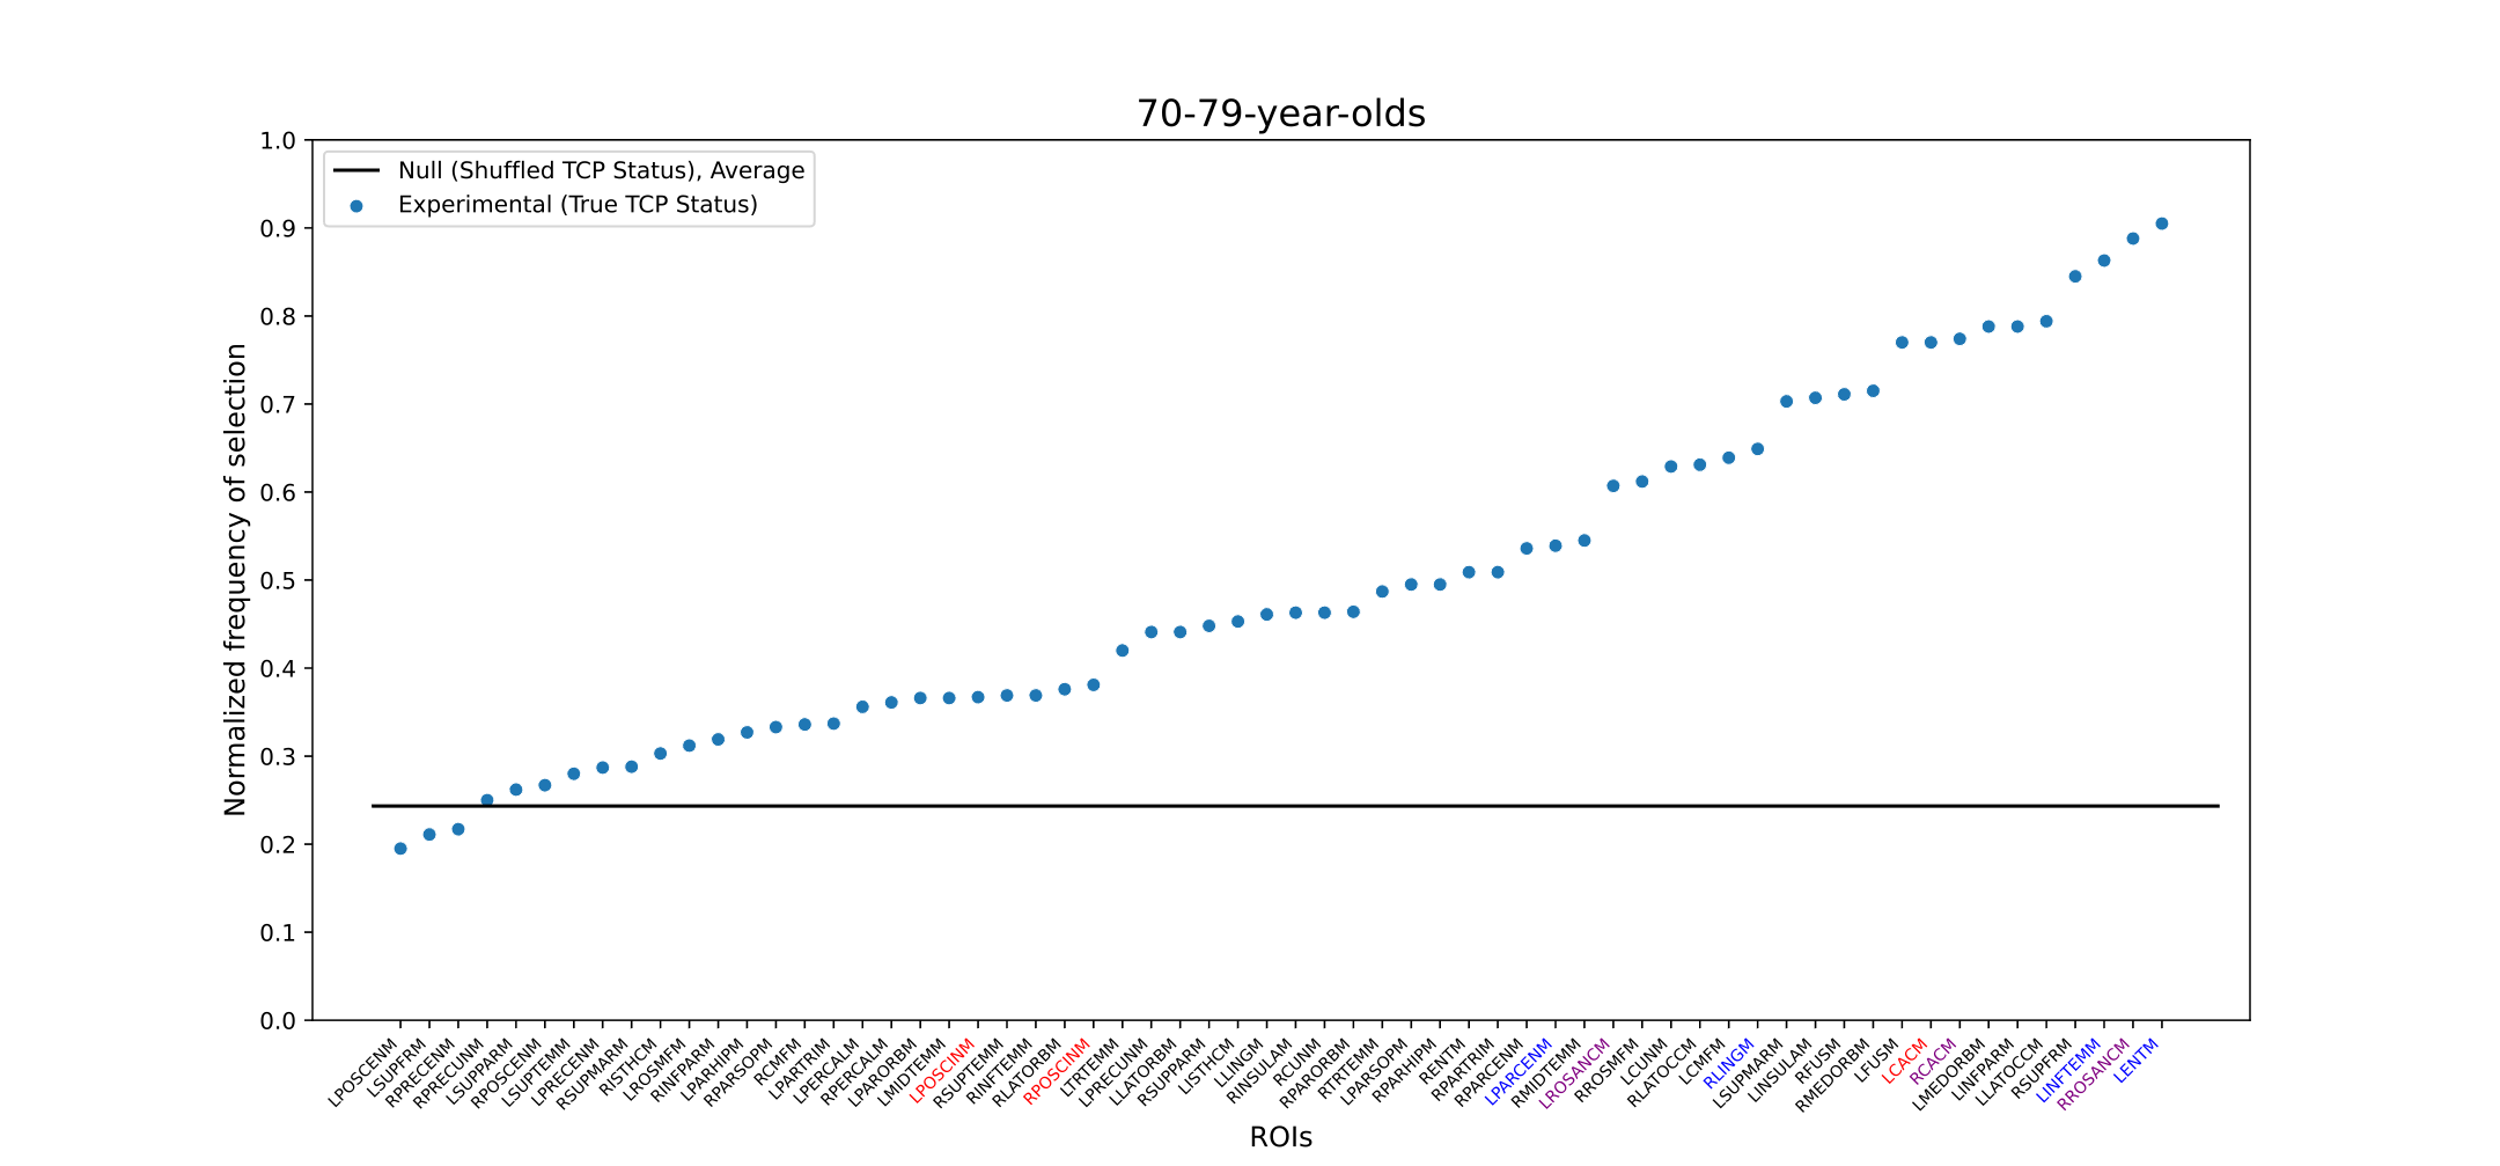 70-79-year-olds
Null (Shuffled TCP Status), Average
Experimental (True TCP Status)
Normalized frequency of selection
1.0
0.9
0.8
0.7
0.6
0.5
0.4
0.3
0.2
0.1
0.0
LPOSCENM
LSUPFRM
RPRECENM
RPRECUNM
LSUPPARM
RPOSCENM
LSUPTEMM
LPRECENM
RSUPMARM
RISTHCM
LROSMFM
RINFPARM
LPARHIPM
RPARSOPM
RCMFM
LPARTRIM
LPERCALM
RPERCALM
LPARORBM
LMIDTEMM
LPOSCINM
RSUPTEMM
RINFTEMM
RLATORBM
RPOSCINM
LTRTEMM
LPRECUNM
LLATORBM
RSUPPARM
LISTHCM
LLINGM
RINSULAM
RCUNM
RPARORBM
RTRTEMM
LPARSOPM
RPARHIPM
RENTM
RPARTRIM
RPARCENM
LPARCENM
RMIDTEMM
LROSANCM
RROSMFM
LCUNM
RLATOCCM
LCMFM
RLINGM
LSUPMARM
LINSULAM
RFUSM
RMEDORBM
LFUSM
LCACM
RCACM
LMEDORBM
LINFPARM
LLATOCCM
RSUPFRM
LINFTEMM
RROSANCM
LENTM
ROIs